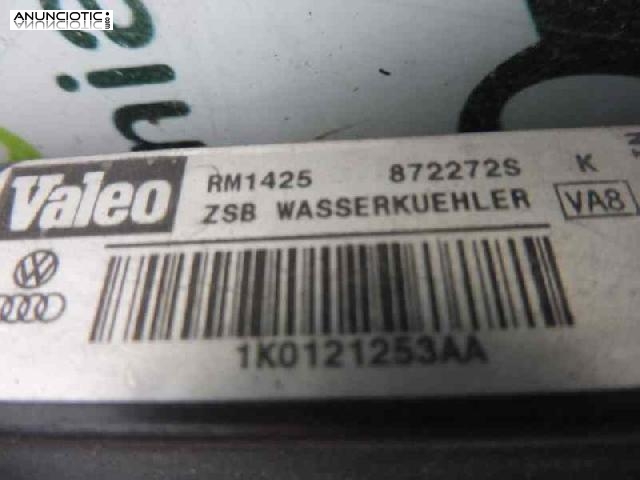 ANUNCIOTIC
Valeo
RM1425 872272S K
ZSB WASSERKUEHLER VA8
1K0121253AA